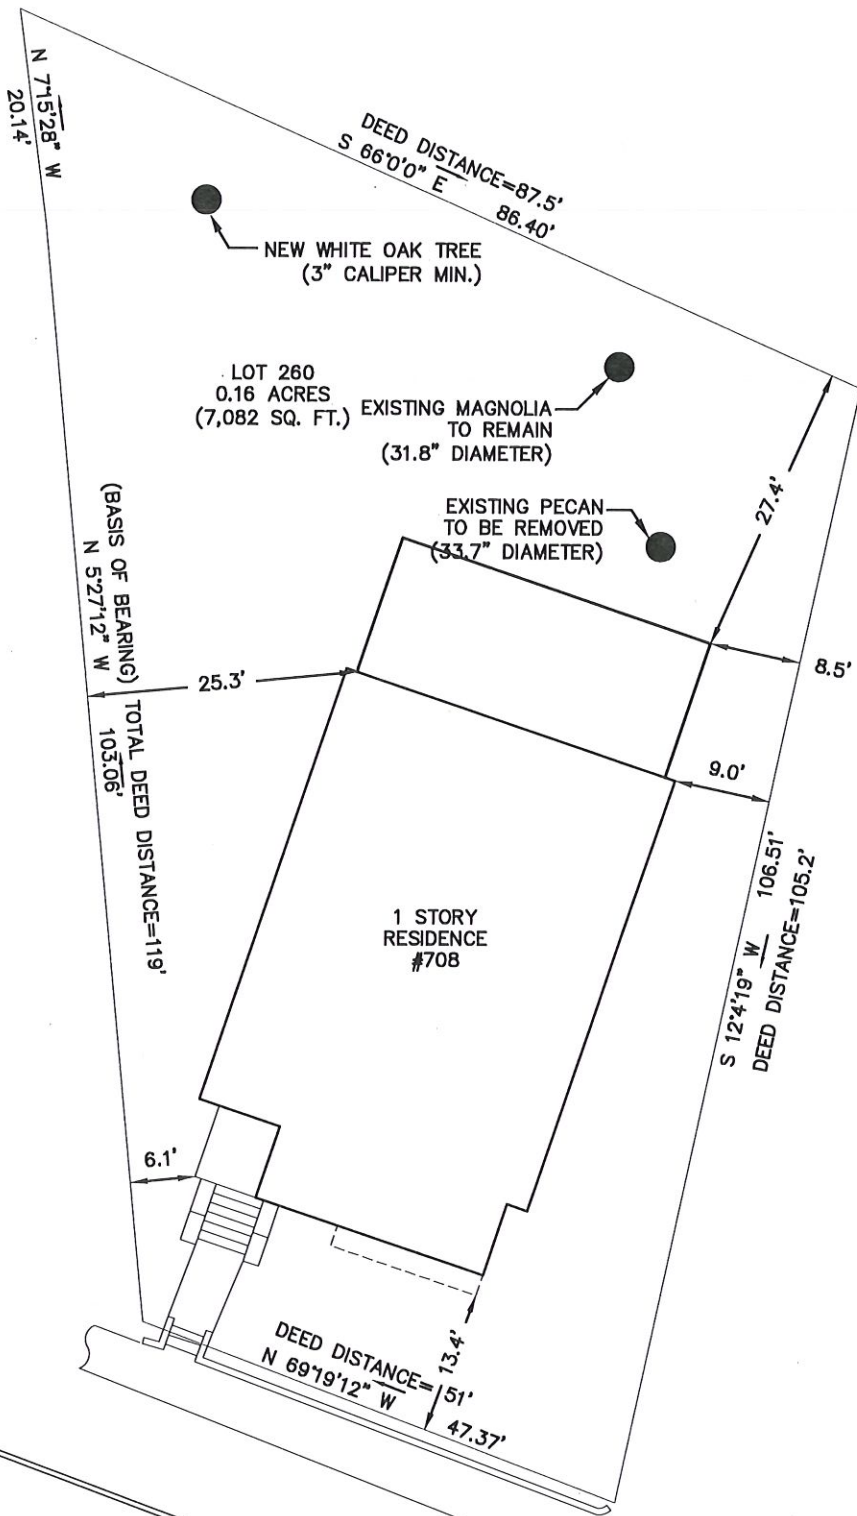 N 7°15'28" W
20.14'
DEED DISTANCE=87.5'
S 66°0'0" E
86.40'
NEW WHITE OAK TREE
(3" CALIPER MIN.)
LOT 260
0.16 ACRES
(7,082 SQ. FT.)
EXISTING MAGNOLIA
TO REMAIN
(31.8" DIAMETER)
EXISTING PECAN
TO BE REMOVED
(33.7" DIAMETER)
27.4'
8.5'
(BASIS OF BEARING) TOTAL DEED DISTANCE=119'
N 5°27'12" W 103.06'
25.3'
9.0'
S 12°4'19" W 106.51'
DEED DISTANCE=105.2'
1 STORY
RESIDENCE
#708
6.1'
13.4'
DEED DISTANCE= 51'
N 69°19'12" W
47.37'